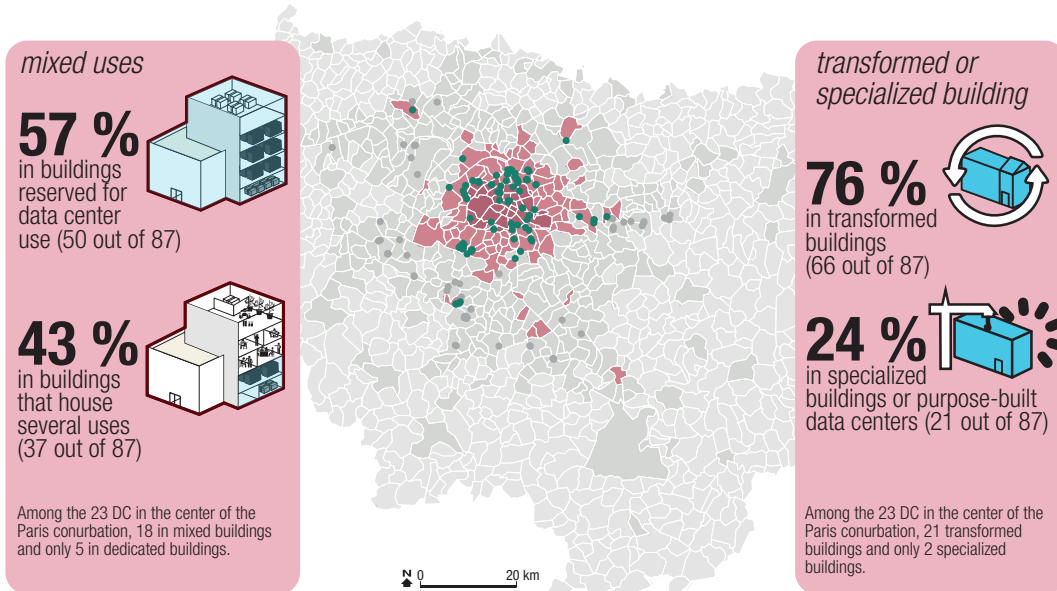 mixed uses
57 %
in buildings
reserved for
data center
use (50 out of 87)
43 %
in buildings
that house
several uses
(37 out of 87)
Among the 23 DC in the center of the
Paris conurbation, 18 in mixed buildings
and only 5 in dedicated buildings.
N 0 20 km
transformed or
specialized building
76 %
in transformed
buildings
(66 out of 87)
24 %
in specialized
buildings or purpose-built
data centers (21 out of 87)
Among the 23 DC in the center of the
Paris conurbation, 21 transformed
buildings and only 2 specialized
buildings.